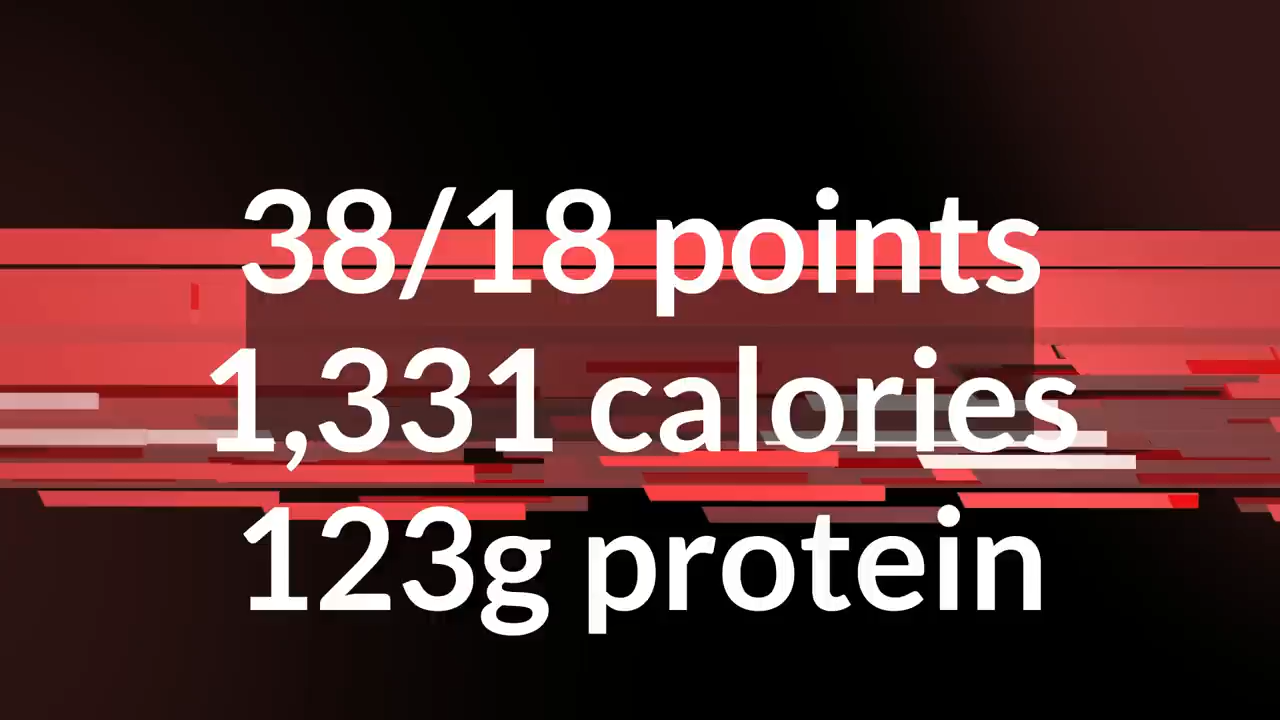 38/18 points
1,331 calories
123g protein